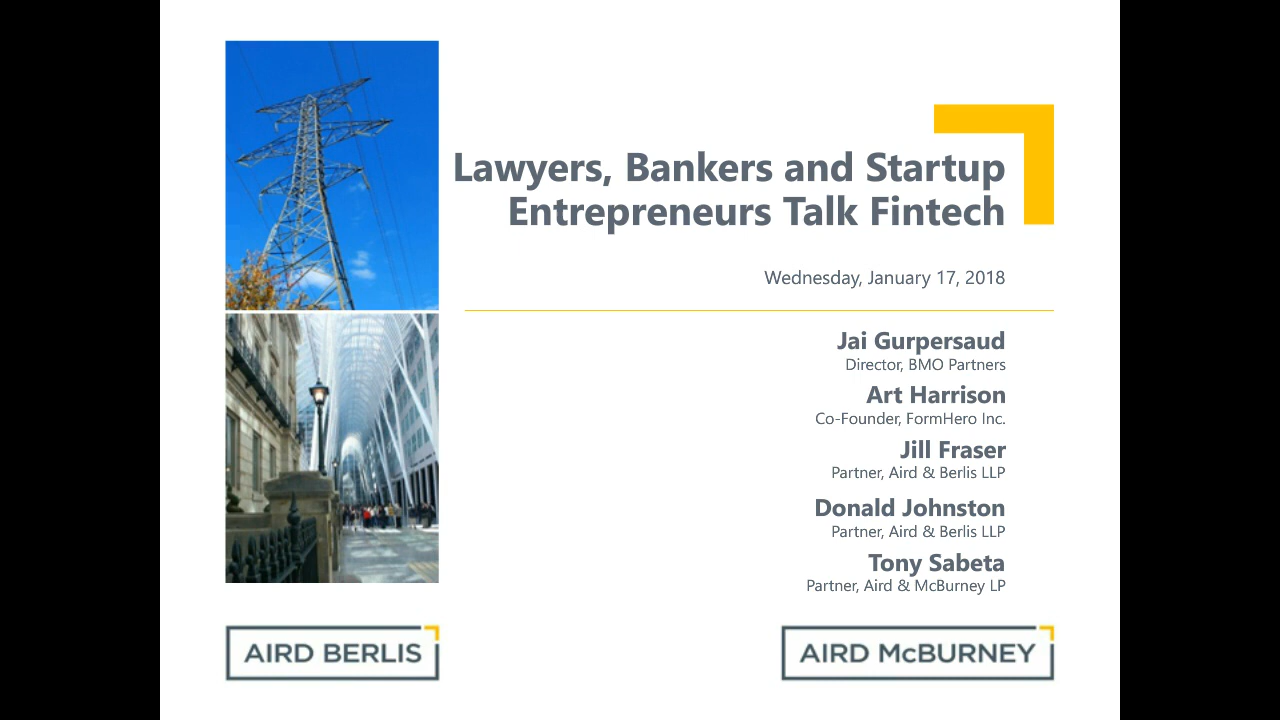 Lawyers, Bankers and Startup
Entrepreneurs Talk Fintech
Wednesday, January 17, 2018
Jai Gurpersaud
Director, BMO Partners
Art Harrison
Co-Founder, FormHero Inc.
Jill Fraser
Partner, Aird & Berlis LLP
Donald Johnston
Partner, Aird & Berlis LLP
Tony Sabeta
Partner, Aird & McBurney LP
AIRD BERLIS
AIRD McBURNEY